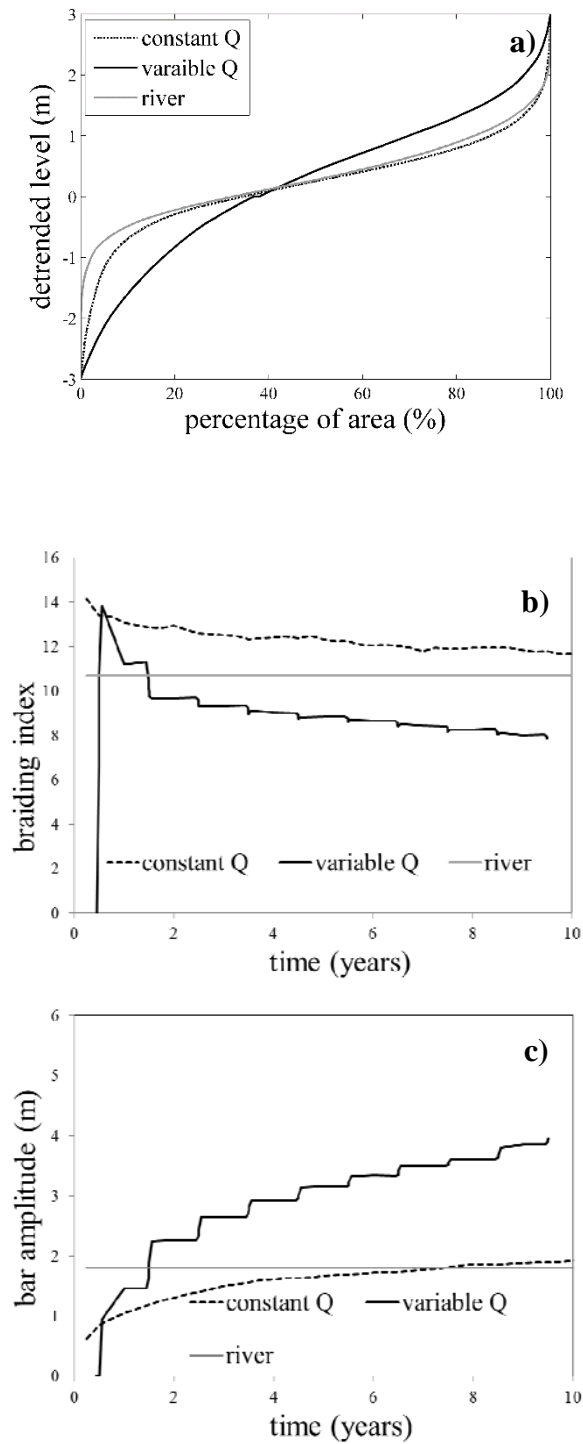 a)
constant Q
varaible Q
river
detrended level (m)
3
2
1
0
-1
-2
-3
0 20 40 60 80 100
percentage of area (%)
b)
braiding index
16
14
12
10
8
6
4
2
0
constant Q variable Q river
0 2 4 6 8 10
time (years)
c)
bar amplitude (m)
6
5
4
3
2
1
0
constant Q variable Q
river
0 2 4 6 8 10
time (years)